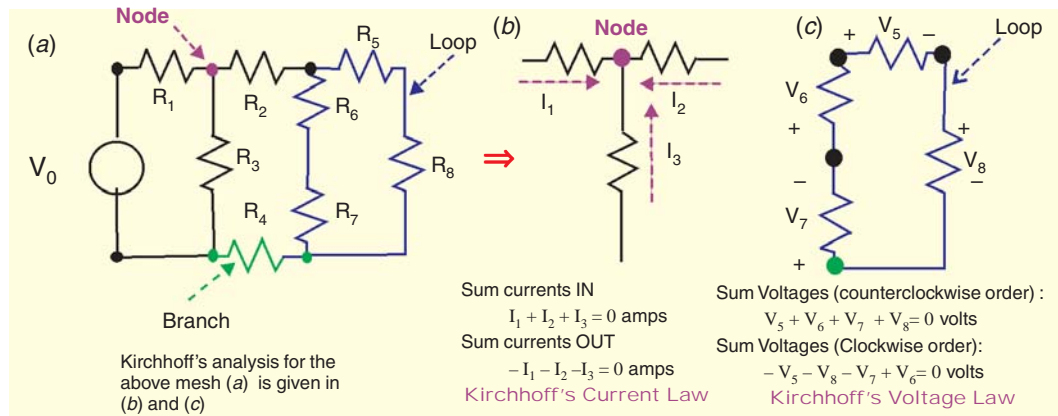 (a)
Node
R5
Loop
R1
R2
R6
R3
R8
V0
R4
R7
Branch
Kirchhoff's analysis for the
above mesh (a) is given in
(b) and (c)
⇒
(b)
Node
I1
I2
I3
Sum currents IN
I1 + I2 + I3 = 0 amps
Sum currents OUT
– I1 – I2 –I3 = 0 amps
Kirchhoff's Current Law
(c)
+ V5 –
Loop
V6
+
+
V8
–
–
V7
+
Sum Voltages (counterclockwise order) :
V5 + V6 + V7 + V8= 0 volts
Sum Voltages (Clockwise order):
– V5 – V8 – V7 + V6= 0 volts
Kirchhoff's Voltage Law